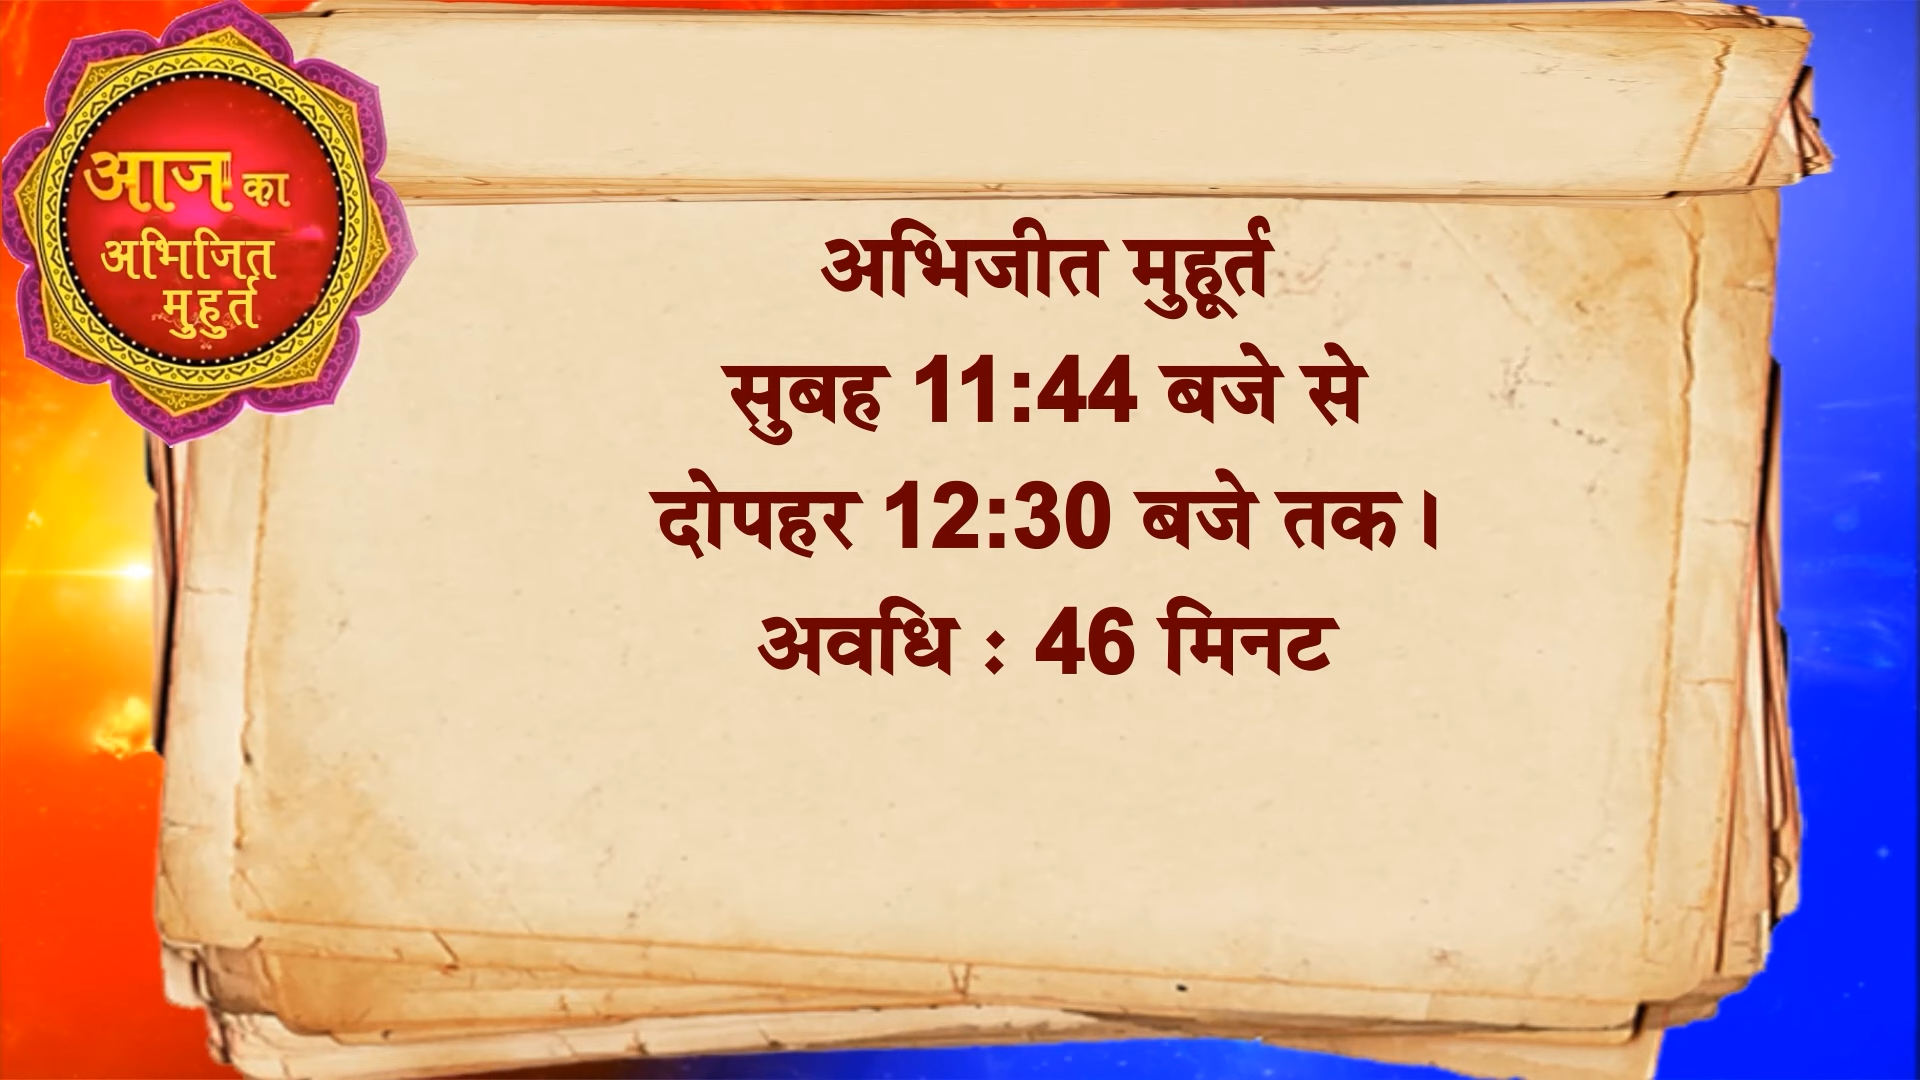 आज का
अभिजित
मुहुर्त
अभिजीत मुहूर्त
सुबह 11:44 बजे से
दोपहर 12:30 बजे तक।
अवधि : 46 मिनट